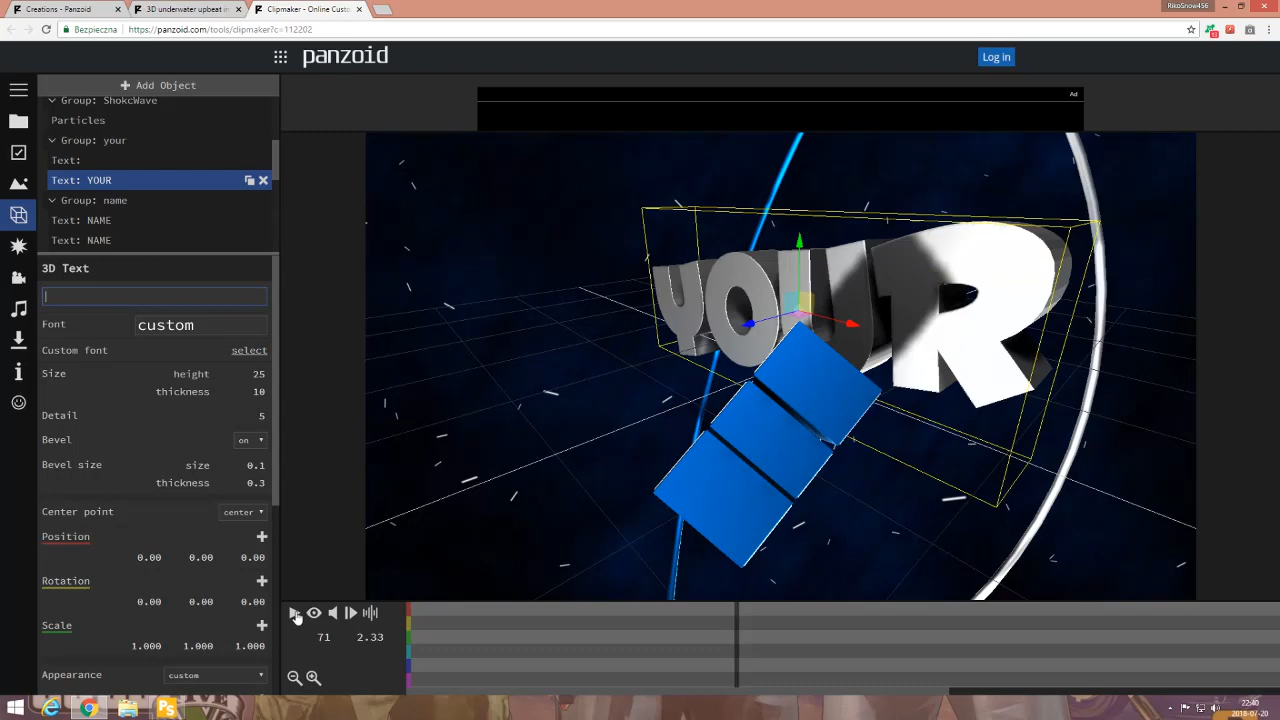 Creations - Panzoid
3D underwater upbeat in
Clipmaker - Online Custo
RikoSnow456
Bezpieczna
https://panzoid.com/tools/clipmaker?c=112202
panzoid
Log in
Add Object
Group: ShokcWave
Particles
Group: your
Text:
Text: YOUR
Group: name
Text: NAME
Text: NAME
3D Text
Font custom
Custom font select
Size height 25
thickness 10
Detail 5
Bevel on
Bevel size size 0.1
thickness 0.3
Center point center
Position
0.00 0.00 0.00
Rotation
0.00 0.00 0.00
Scale
1.000 1.000 1.000
Appearance custom
Ad
YOUR
71 2.33
Ps
22:40
2018-07-20